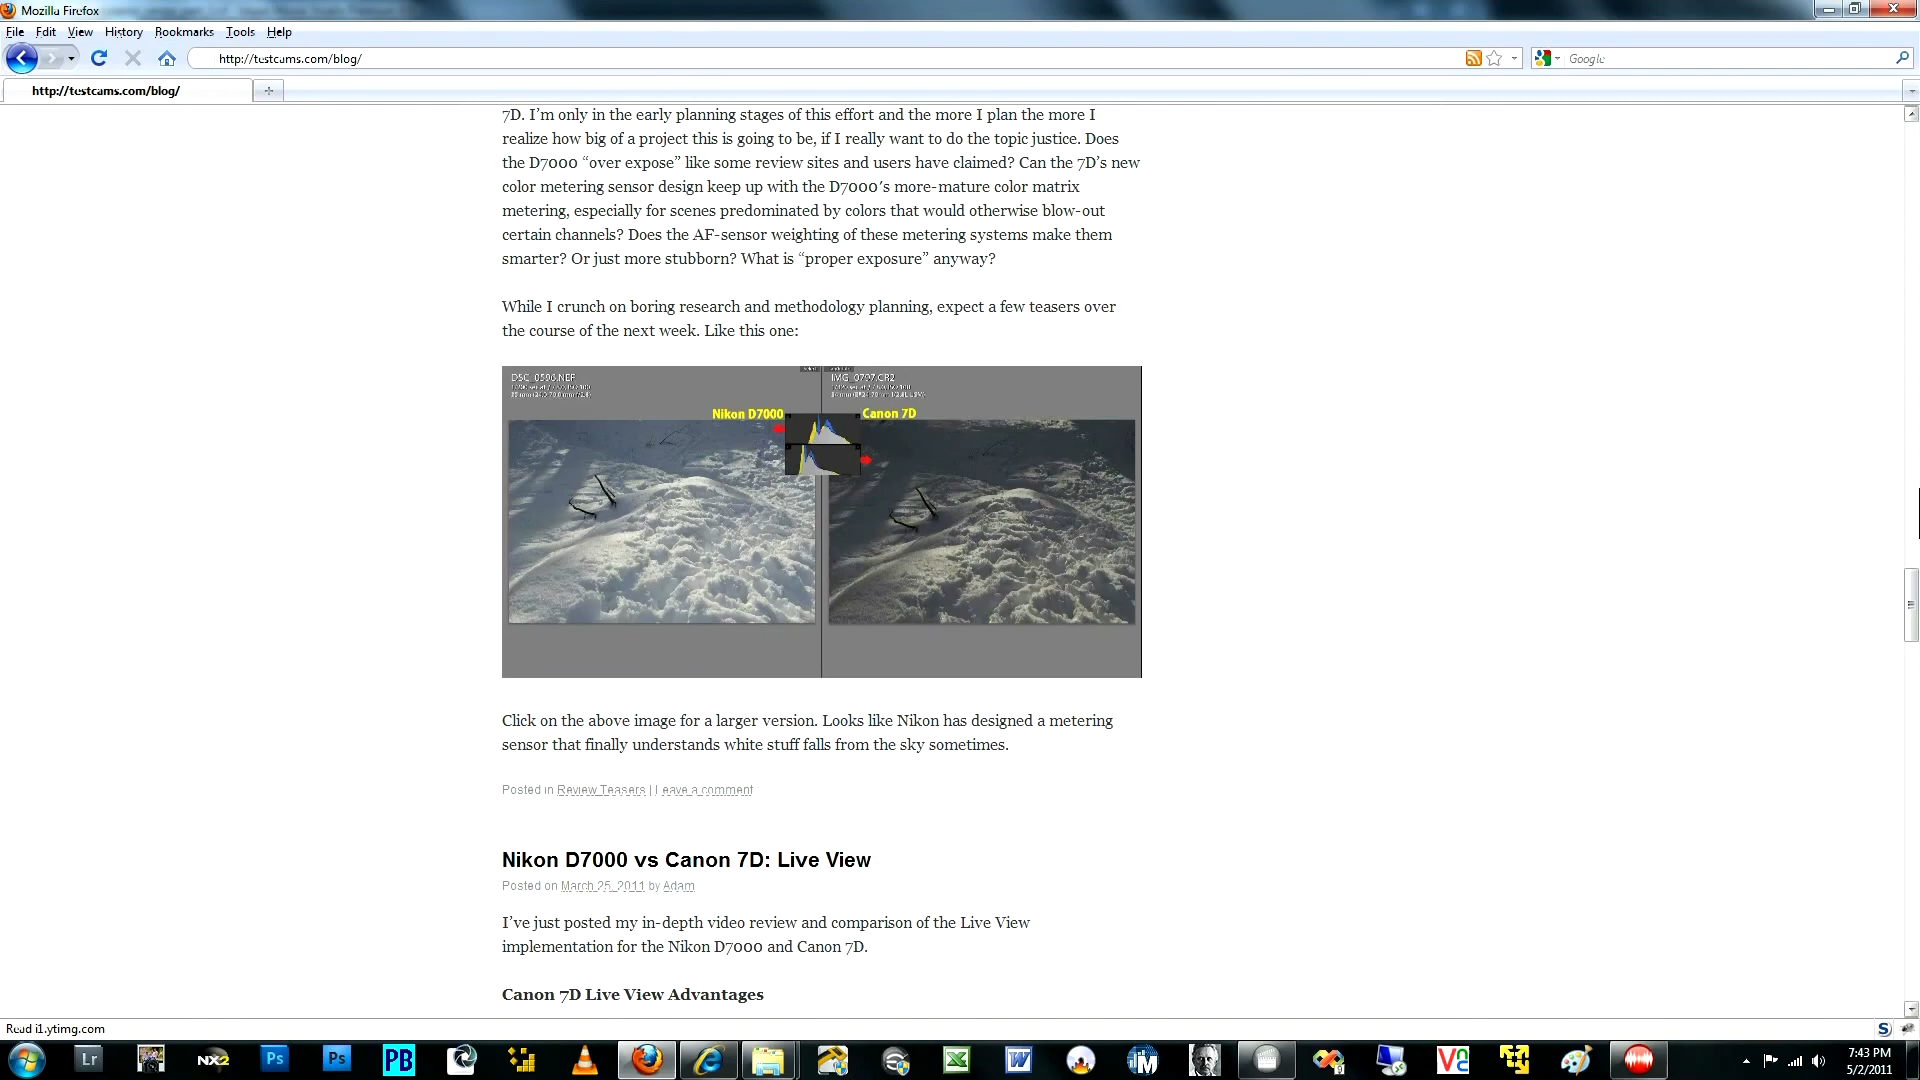 Mozilla Firefox
File Edit View History Bookmarks Tools Help
http://testcams.com/blog/
Google
http://testcams.com/blog/
7D. I’m only in the early planning stages of this effort and the more I plan the more I
realize how big of a project this is going to be, if I really want to do the topic justice. Does
the D7000 “over expose” like some review sites and users have claimed? Can the 7D’s new
color metering sensor design keep up with the D7000′s more-mature color matrix
metering, especially for scenes predominated by colors that would otherwise blow-out
certain channels? Does the AF-sensor weighting of these metering systems make them
smarter? Or just more stubborn? What is “proper exposure” anyway?
While I crunch on boring research and methodology planning, expect a few teasers over
the course of the next week. Like this one:
DSC_0596.NEF
IMG_0797.CR2
Nikon D7000
Canon 7D
Click on the above image for a larger version. Looks like Nikon has designed a metering
sensor that finally understands white stuff falls from the sky sometimes.
Posted in Review Teasers | Leave a comment
Nikon D7000 vs Canon 7D: Live View
Posted on March 25, 2011 by Adam
I’ve just posted my in-depth video review and comparison of the Live View
implementation for the Nikon D7000 and Canon 7D.
Canon 7D Live View Advantages
Read i1.ytimg.com
Lr
NX2
Ps
Ps
PB
7:43 PM
5/2/2011